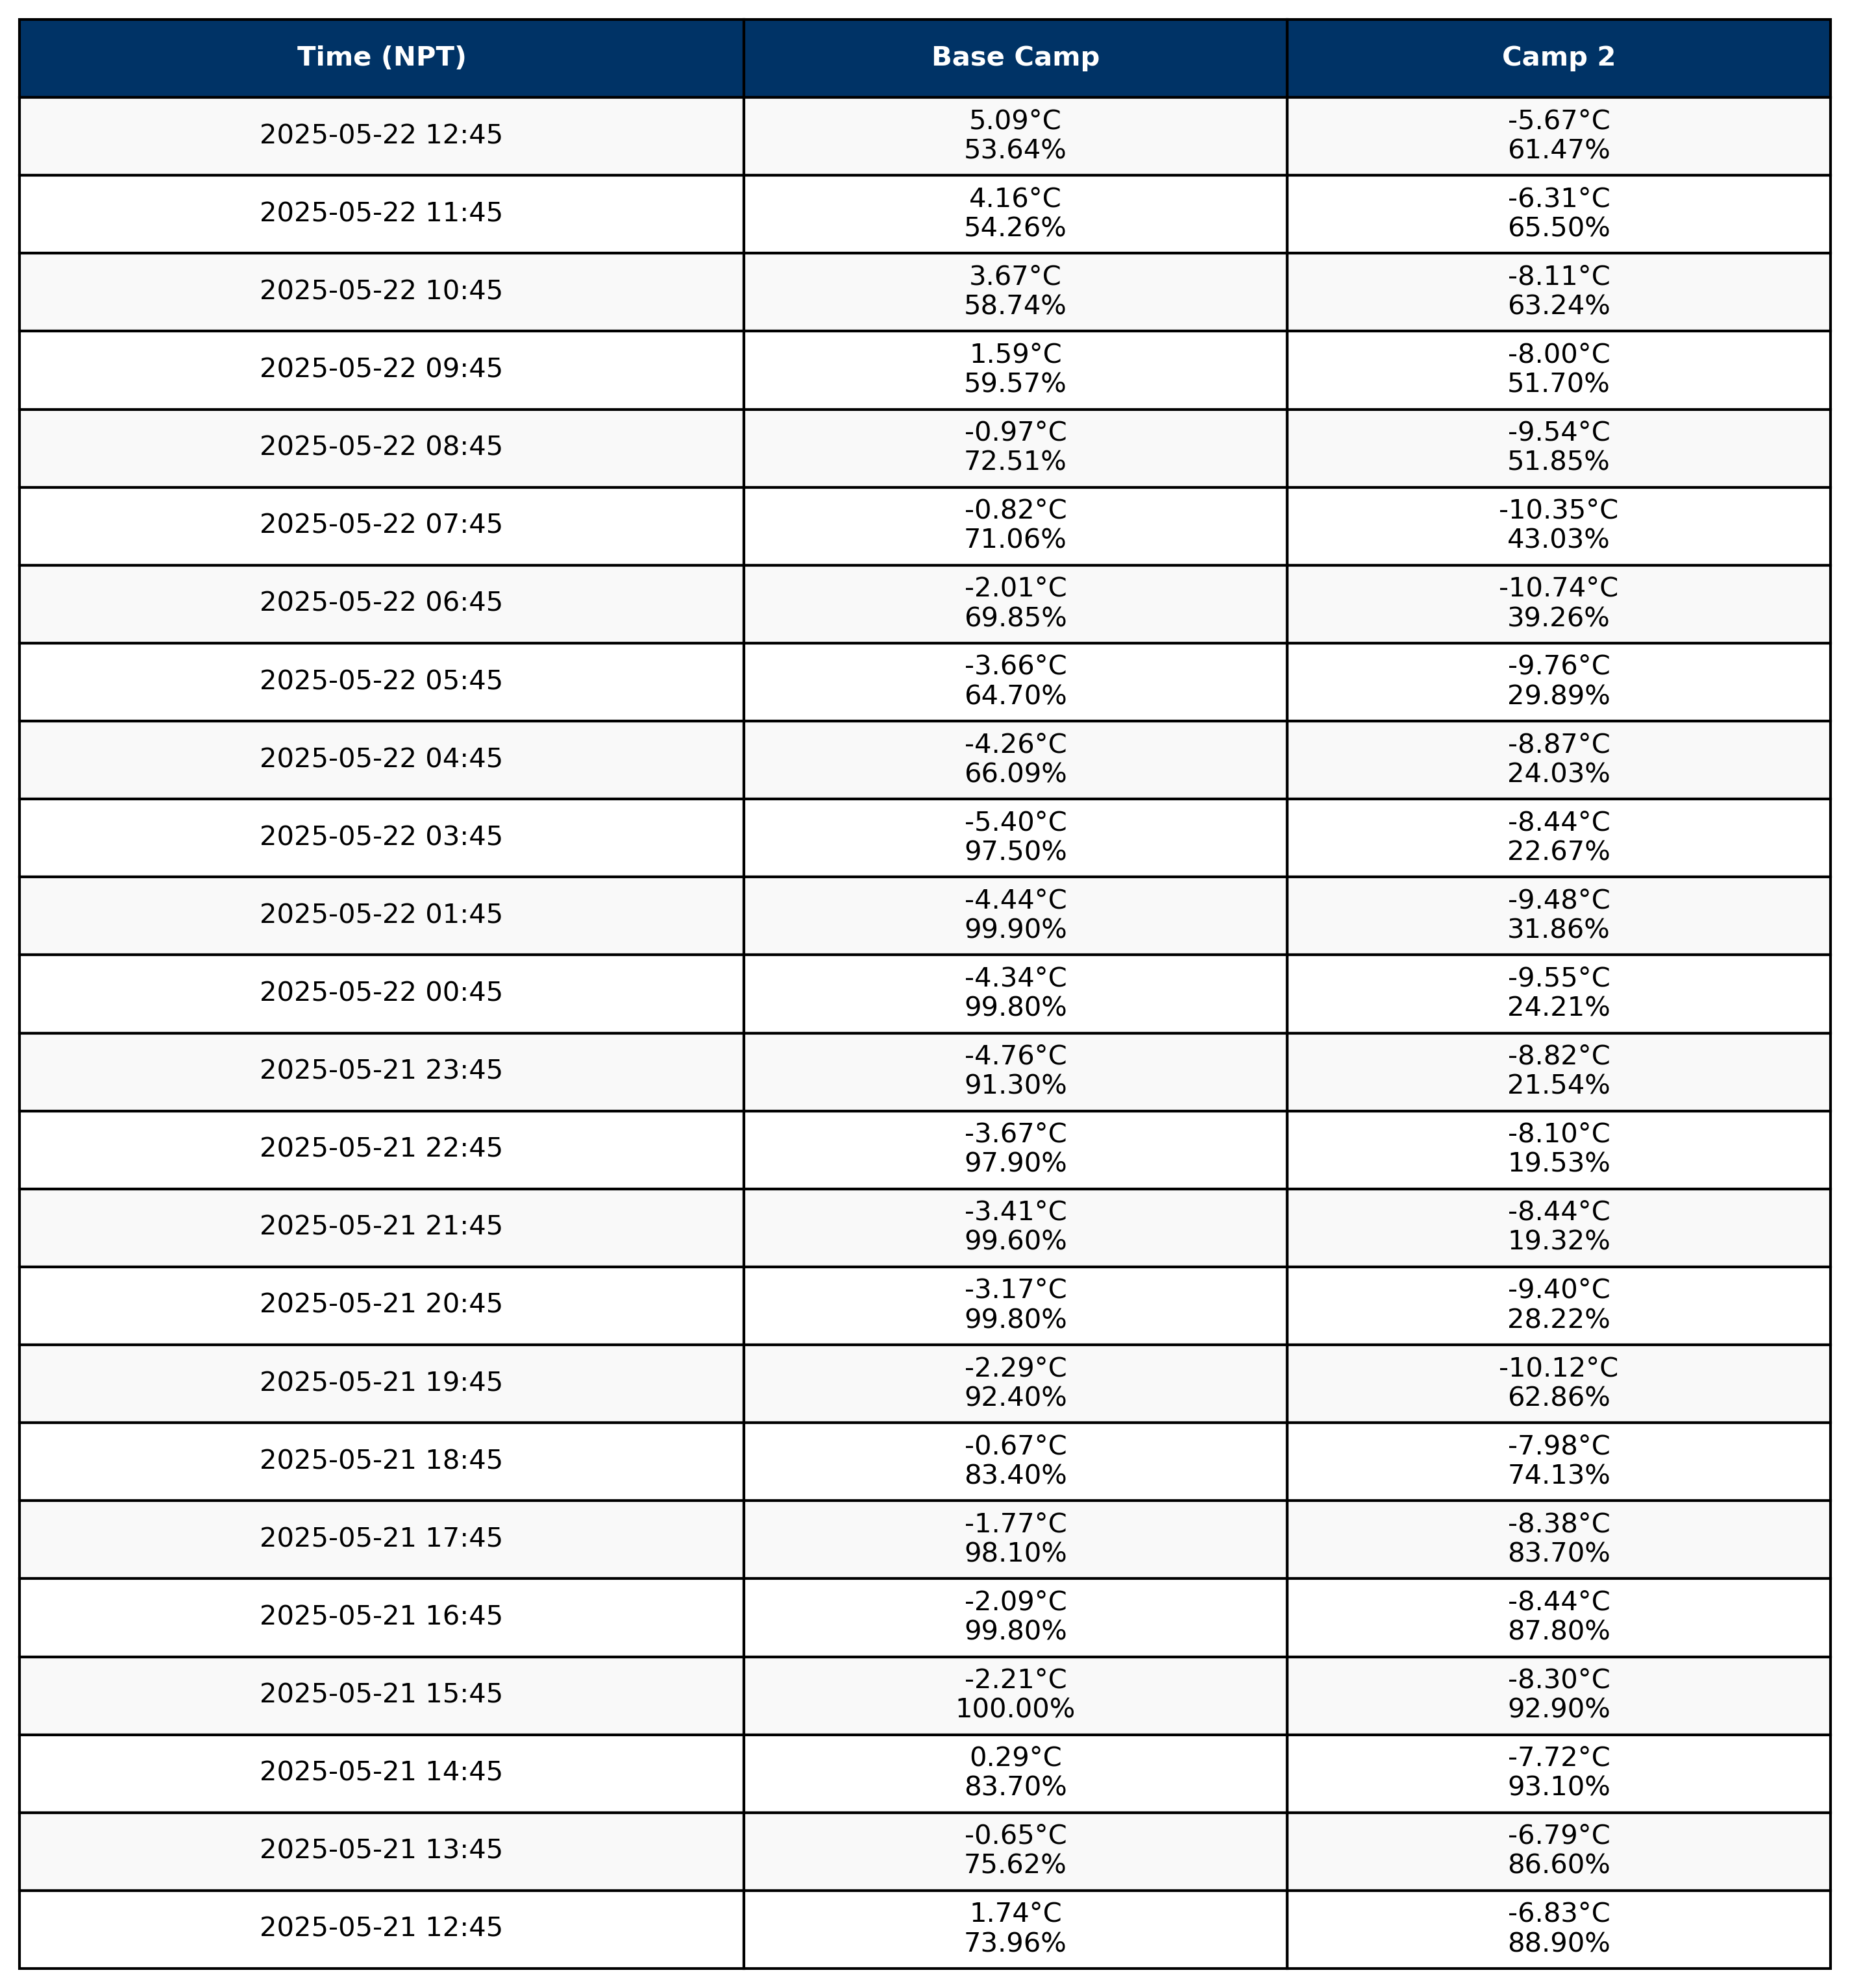 Time (NPT) Base Camp Camp 2
2025-05-22 12:45 5.09°C -5.67°C
53.64% 61.47%
2025-05-22 11:45 4.16°C -6.31°C
54.26% 65.50%
2025-05-22 10:45 3.67°C -8.11°C
58.74% 63.24%
2025-05-22 09:45 1.59°C -8.00°C
59.57% 51.70%
2025-05-22 08:45 -0.97°C -9.54°C
72.51% 51.85%
2025-05-22 07:45 -0.82°C -10.35°C
71.06% 43.03%
2025-05-22 06:45 -2.01°C -10.74°C
69.85% 39.26%
2025-05-22 05:45 -3.66°C -9.76°C
64.70% 29.89%
2025-05-22 04:45 -4.26°C -8.87°C
66.09% 24.03%
2025-05-22 03:45 -5.40°C -8.44°C
97.50% 22.67%
2025-05-22 01:45 -4.44°C -9.48°C
99.90% 31.86%
2025-05-22 00:45 -4.34°C -9.55°C
99.80% 24.21%
2025-05-21 23:45 -4.76°C -8.82°C
91.30% 21.54%
2025-05-21 22:45 -3.67°C -8.10°C
97.90% 19.53%
2025-05-21 21:45 -3.41°C -8.44°C
99.60% 19.32%
2025-05-21 20:45 -3.17°C -9.40°C
99.80% 28.22%
2025-05-21 19:45 -2.29°C -10.12°C
92.40% 62.86%
2025-05-21 18:45 -0.67°C -7.98°C
83.40% 74.13%
2025-05-21 17:45 -1.77°C -8.38°C
98.10% 83.70%
2025-05-21 16:45 -2.09°C -8.44°C
99.80% 87.80%
2025-05-21 15:45 -2.21°C -8.30°C
100.00% 92.90%
2025-05-21 14:45 0.29°C -7.72°C
83.70% 93.10%
2025-05-21 13:45 -0.65°C -6.79°C
75.62% 86.60%
2025-05-21 12:45 1.74°C -6.83°C
73.96% 88.90%